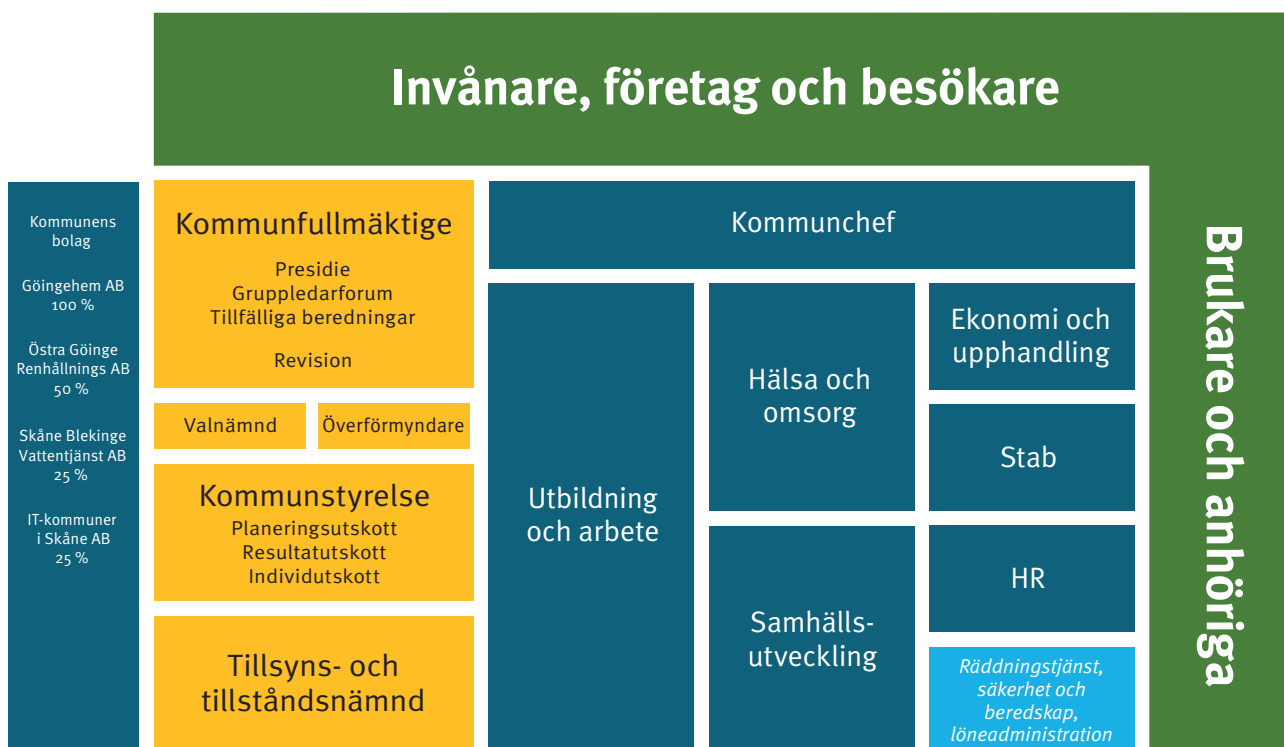 Invånare, företag och besökare
Kommunens
bolag
Göingehem AB
100 %
Östra Göinge
Renhållnings AB
50 %
Skåne Blekinge
Vattentjänst AB
25 %
IT-kommuner
i Skåne AB
25 %
Kommunfullmäktige
Presidie
Gruppledarforum
Tillfälliga beredningar
Revision
Valnämnd
Överförmyndare
Kommunstyrelse
Planeringsutskott
Resultatutskott
Individutskott
Tillsyns- och
tillståndsnämnd
Kommunchef
Utbildning
och arbete
Hälsa och
omsorg
Samhälls-
utveckling
Ekonomi och
upphandling
Stab
HR
Räddningstjänst,
säkerhet och
beredskap,
löneadministration
Brukare och anhöriga